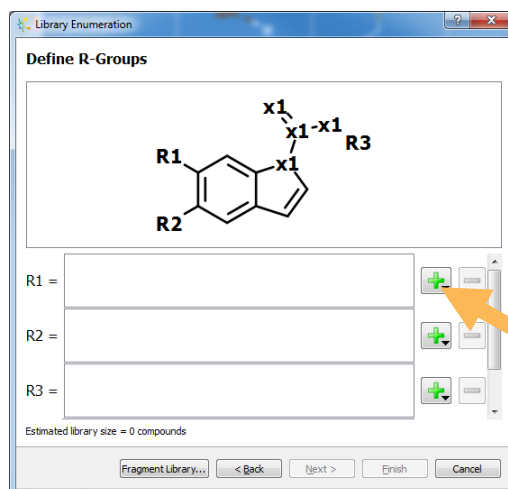 Library Enumeration
Define R-Groups
x1
x1-x1
R3
R1
x1
R2
R1 =
R2 =
R3 =
Estimated library size = 0 compounds
Fragment Library... < Back Next > Finish Cancel